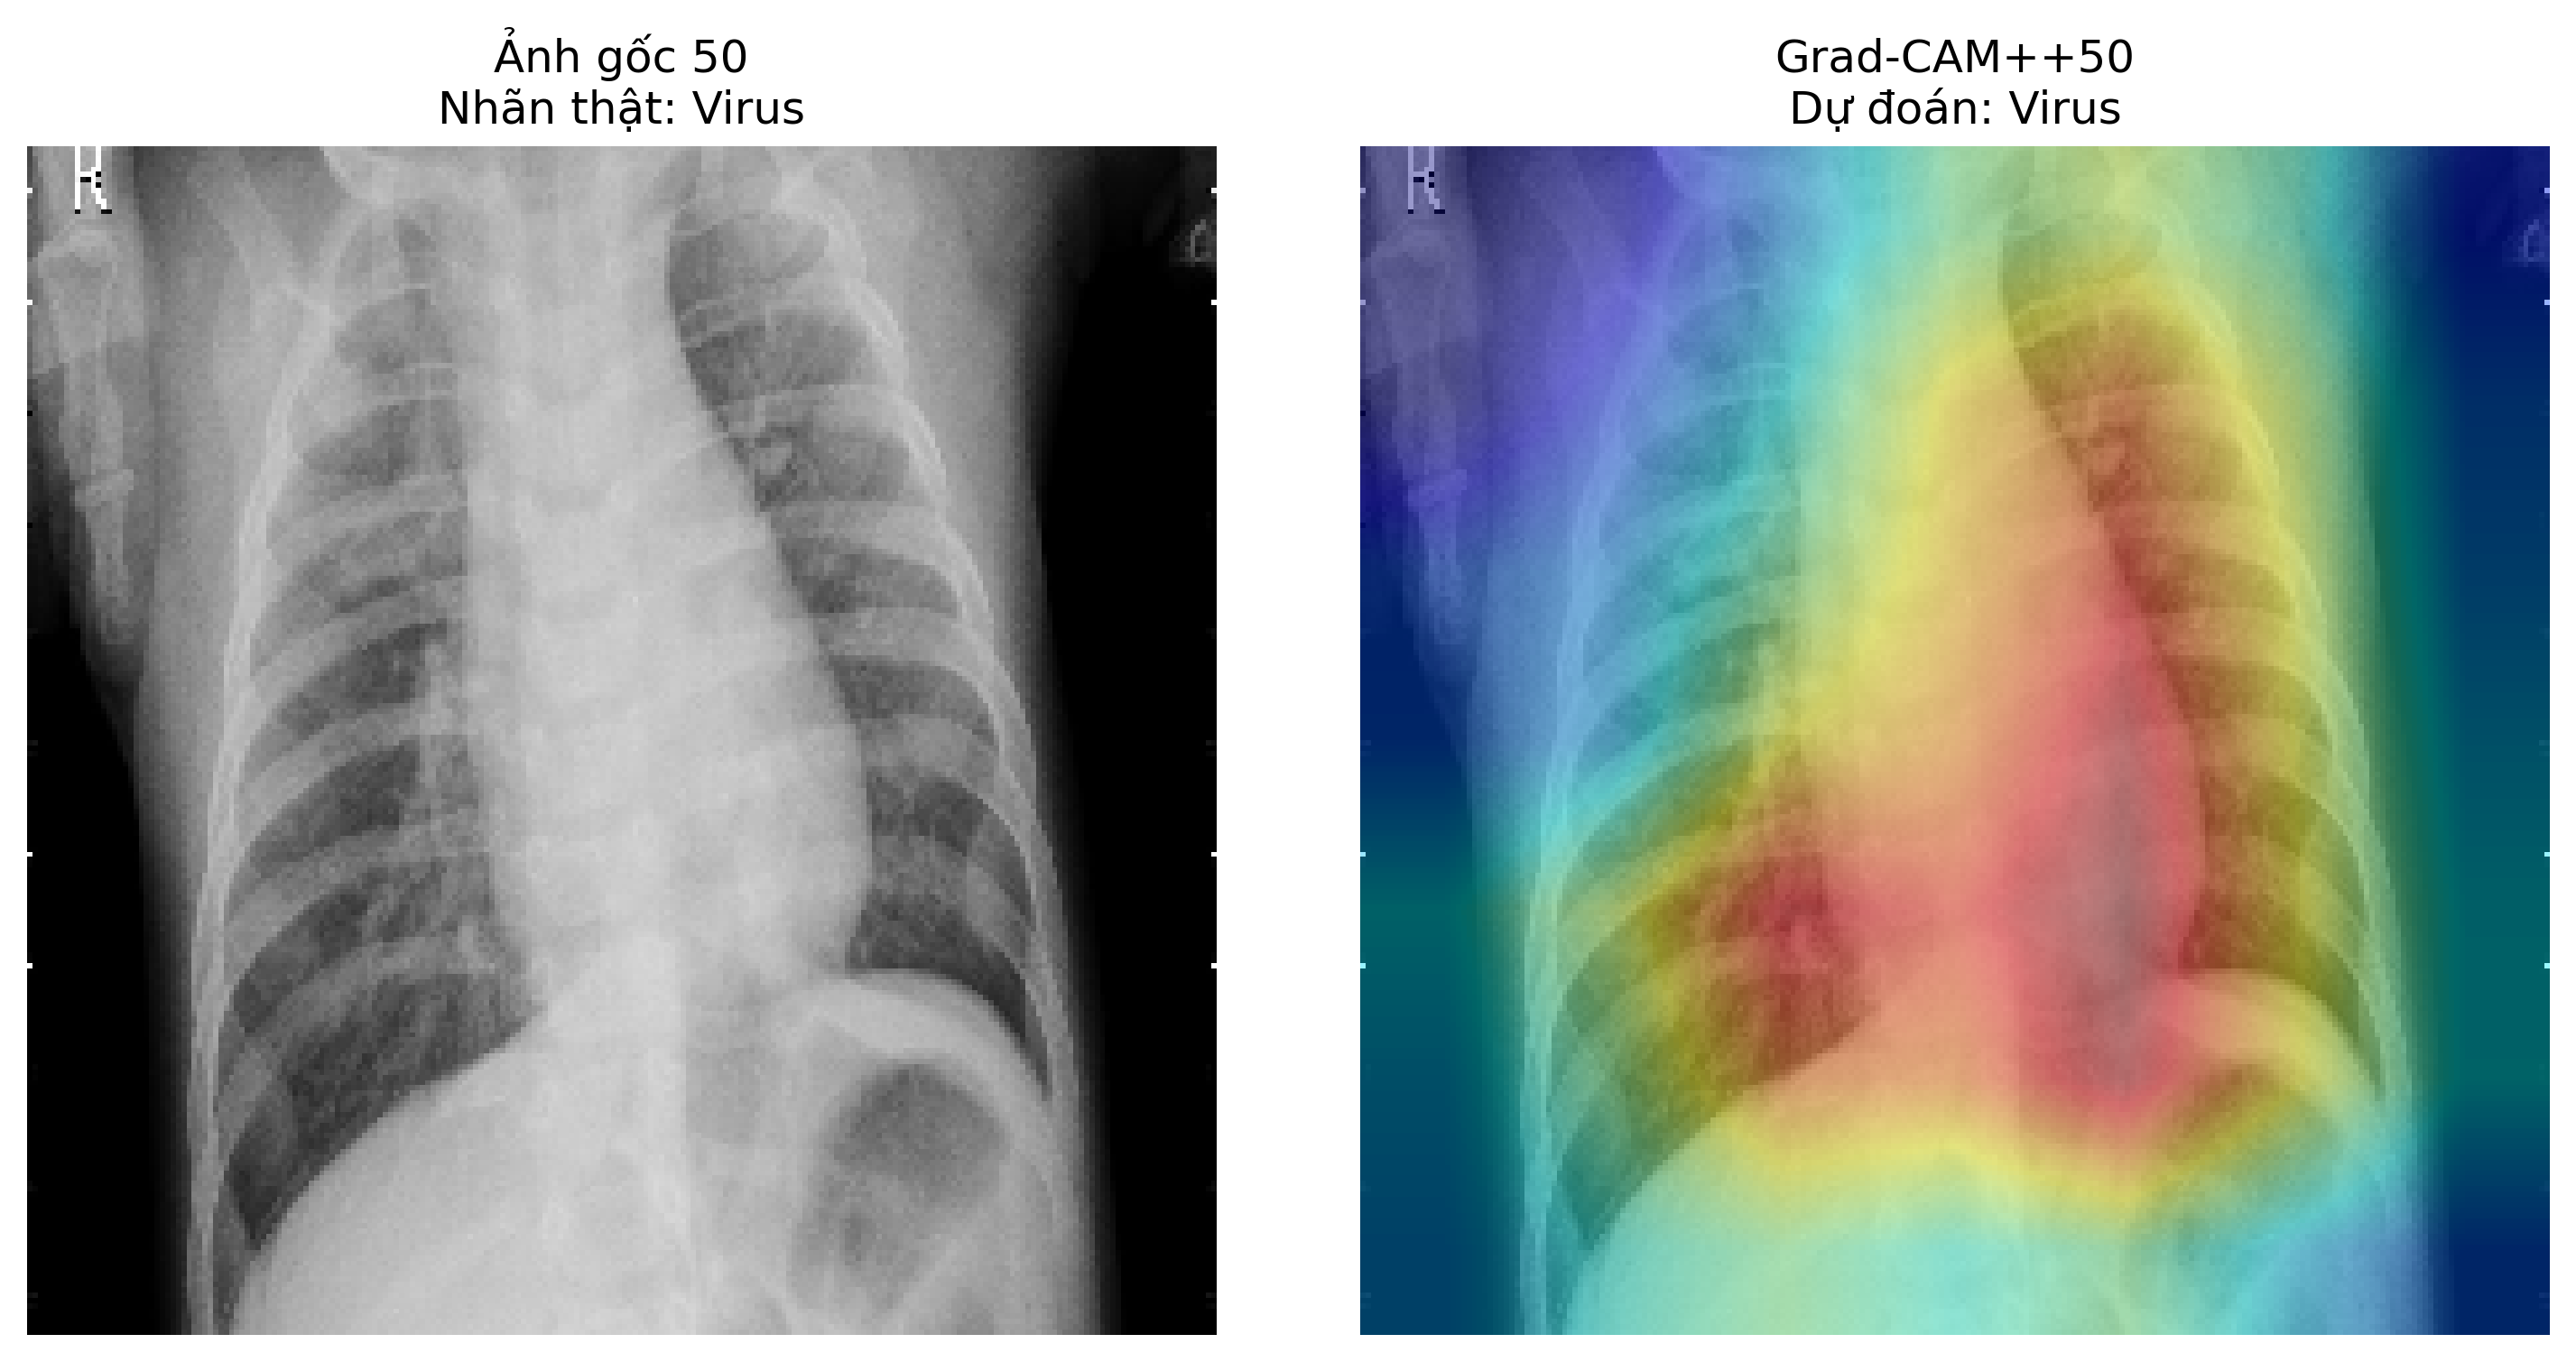 Ảnh gốc 50
Nhãn thật: Virus
Grad-CAM++50
Dự đoán: Virus
R
R